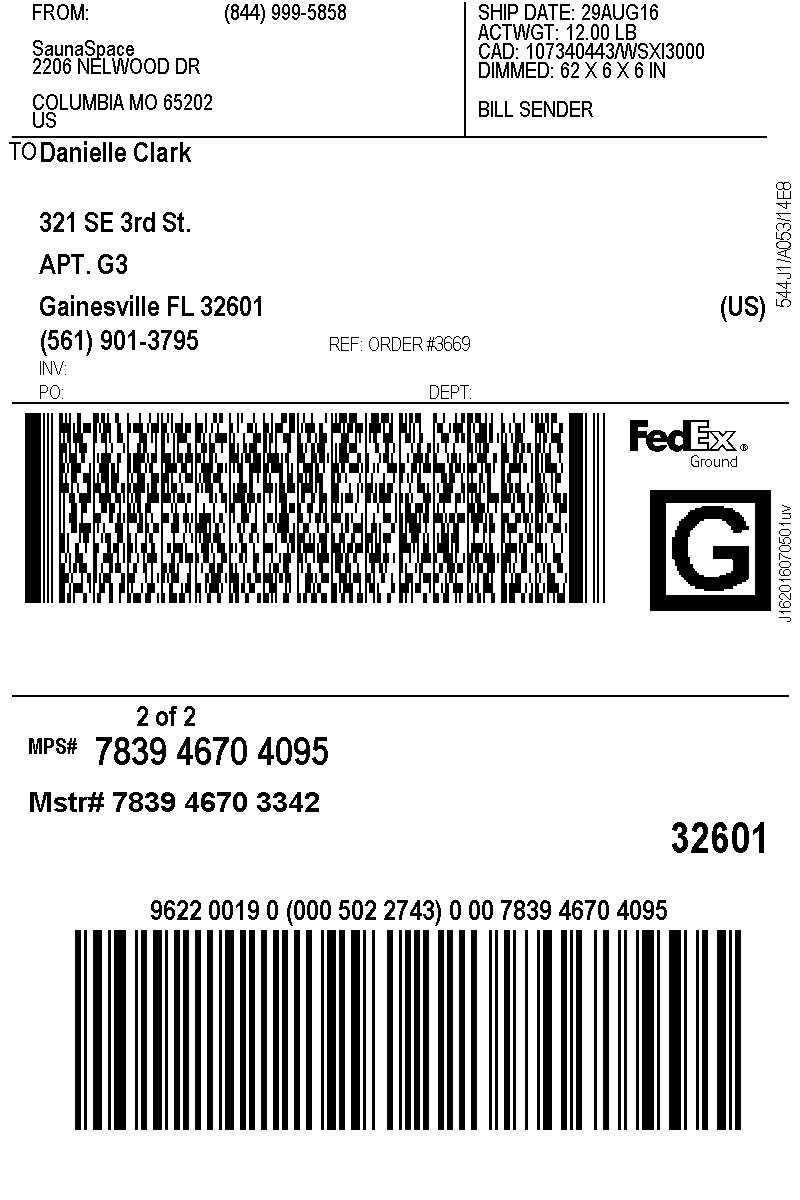 FROM: (844) 999-5858
SaunaSpace
2206 NELWOOD DR
COLUMBIA MO 65202
US
SHIP DATE: 29AUG16
ACTWGT: 12.00 LB
CAD: 107340443/WSXI3000
DIMMED: 62 X 6 X 6 IN
BILL SENDER
TO Danielle Clark
321 SE 3rd St.
APT. G3
Gainesville FL 32601 (US)
(561) 901-3795 REF: ORDER #3669
INV:
PO: DEPT:
544J1/A053/14E8
FedEx®
Ground
G
J162016070501uv
2 of 2
MPS# 7839 4670 4095
Mstr# 7839 4670 3342
32601
9622 0019 0 (000 502 2743) 0 00 7839 4670 4095